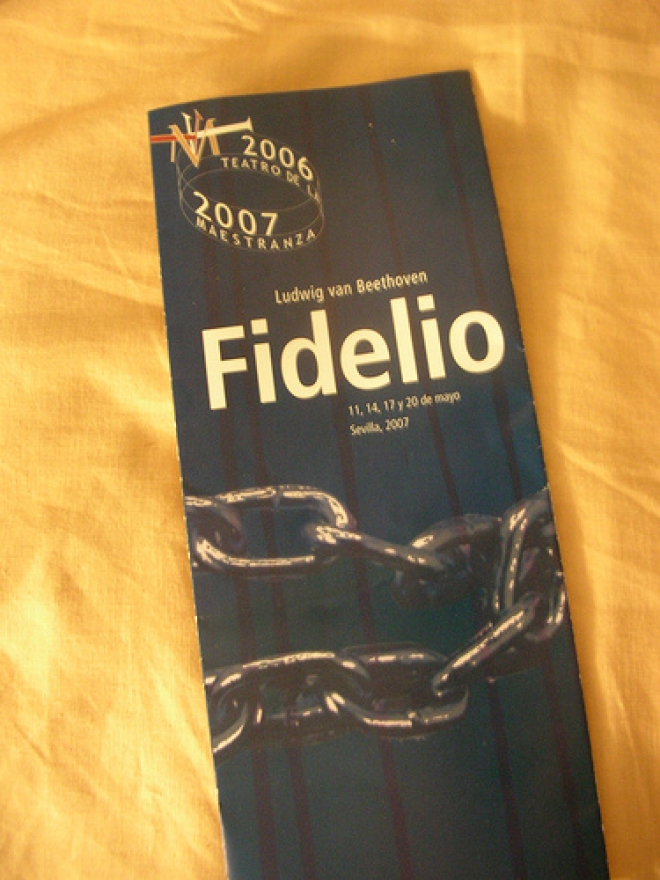 2006
TEATRO DE LA
2007
MAESTRANZA
Ludwig van Beethoven
Fidelio
11, 14, 17 y 20 de mayo
Sevilla, 2007